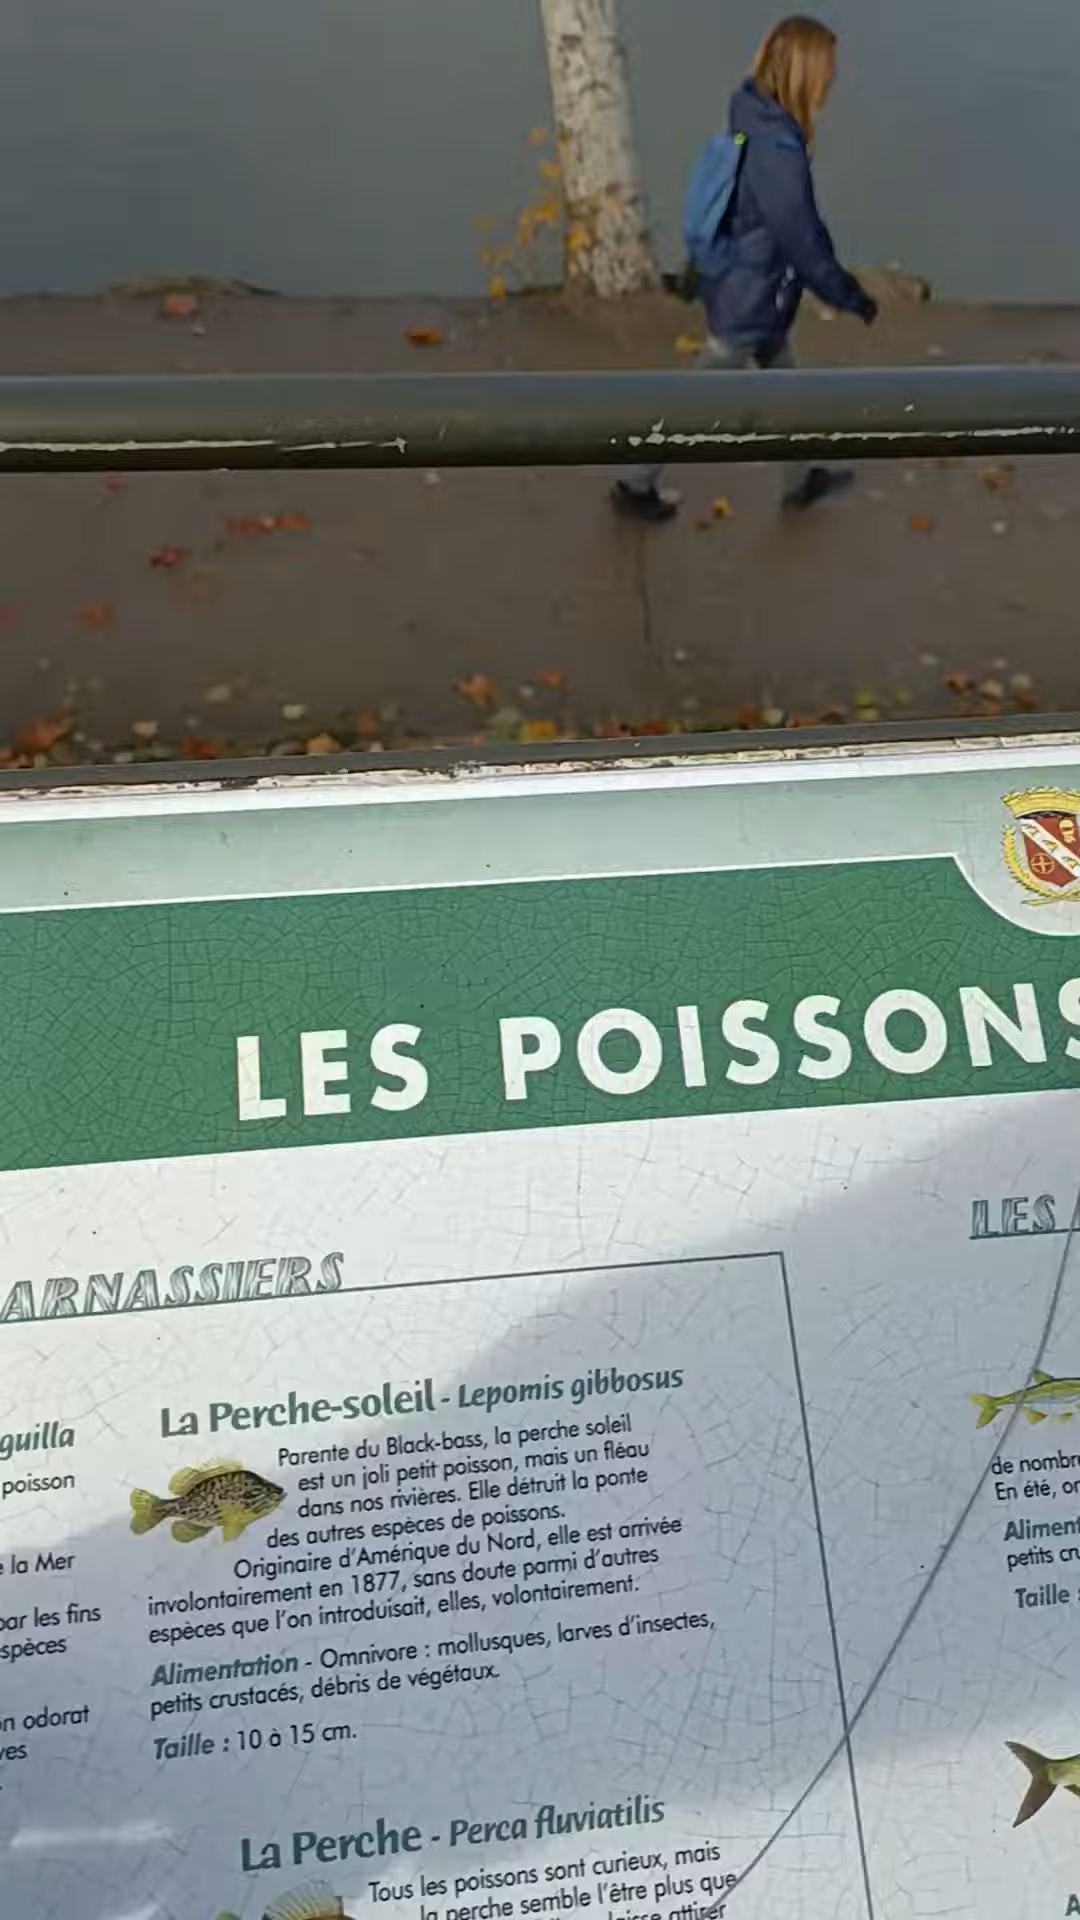 LES POISSONS
ARNASSIERS
LES
guilla
poisson
la Mer
par les fins
spèces
odorat
La Perche-soleil - Lepomis gibbosus
Parente du Black-bass, la perche soleil
est un joli petit poisson, mais un fléau
dans nos rivières. Elle détruit la ponte
des autres espèces de poissons.
Originaire d'Amérique du Nord, elle est arrivée
involontairement en 1877, sans doute parmi d'autres
espèces que l'on introduisait, elles, volontairement.
Alimentation - Omnivore : mollusques, larves d'insectes,
petits crustacés, débris de végétaux.
Taille : 10 à 15 cm.
La Perche - Perca fluviatilis
Tous les poissons sont curieux, mais
la perche semble l'être plus que
laisse attirer
de nombre
En été, on
Aliment
petits cru
Taille :
A